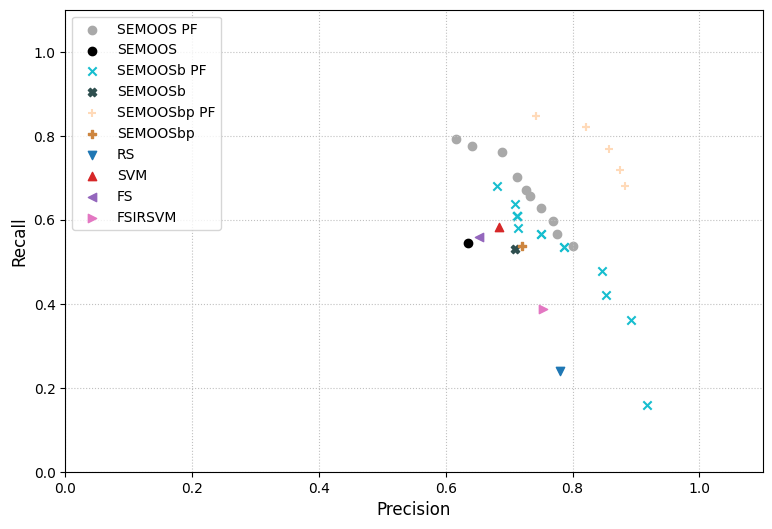 SEMOOS PF
SEMOOS
SEMOOSb PF
SEMOOSb
SEMOOSbp PF
SEMOOSbp
RS
SVM
FS
FSIRSVM
1.0
0.8
0.6
0.4
0.2
0.0
Recall
0.0 0.2 0.4 0.6 0.8 1.0
Precision